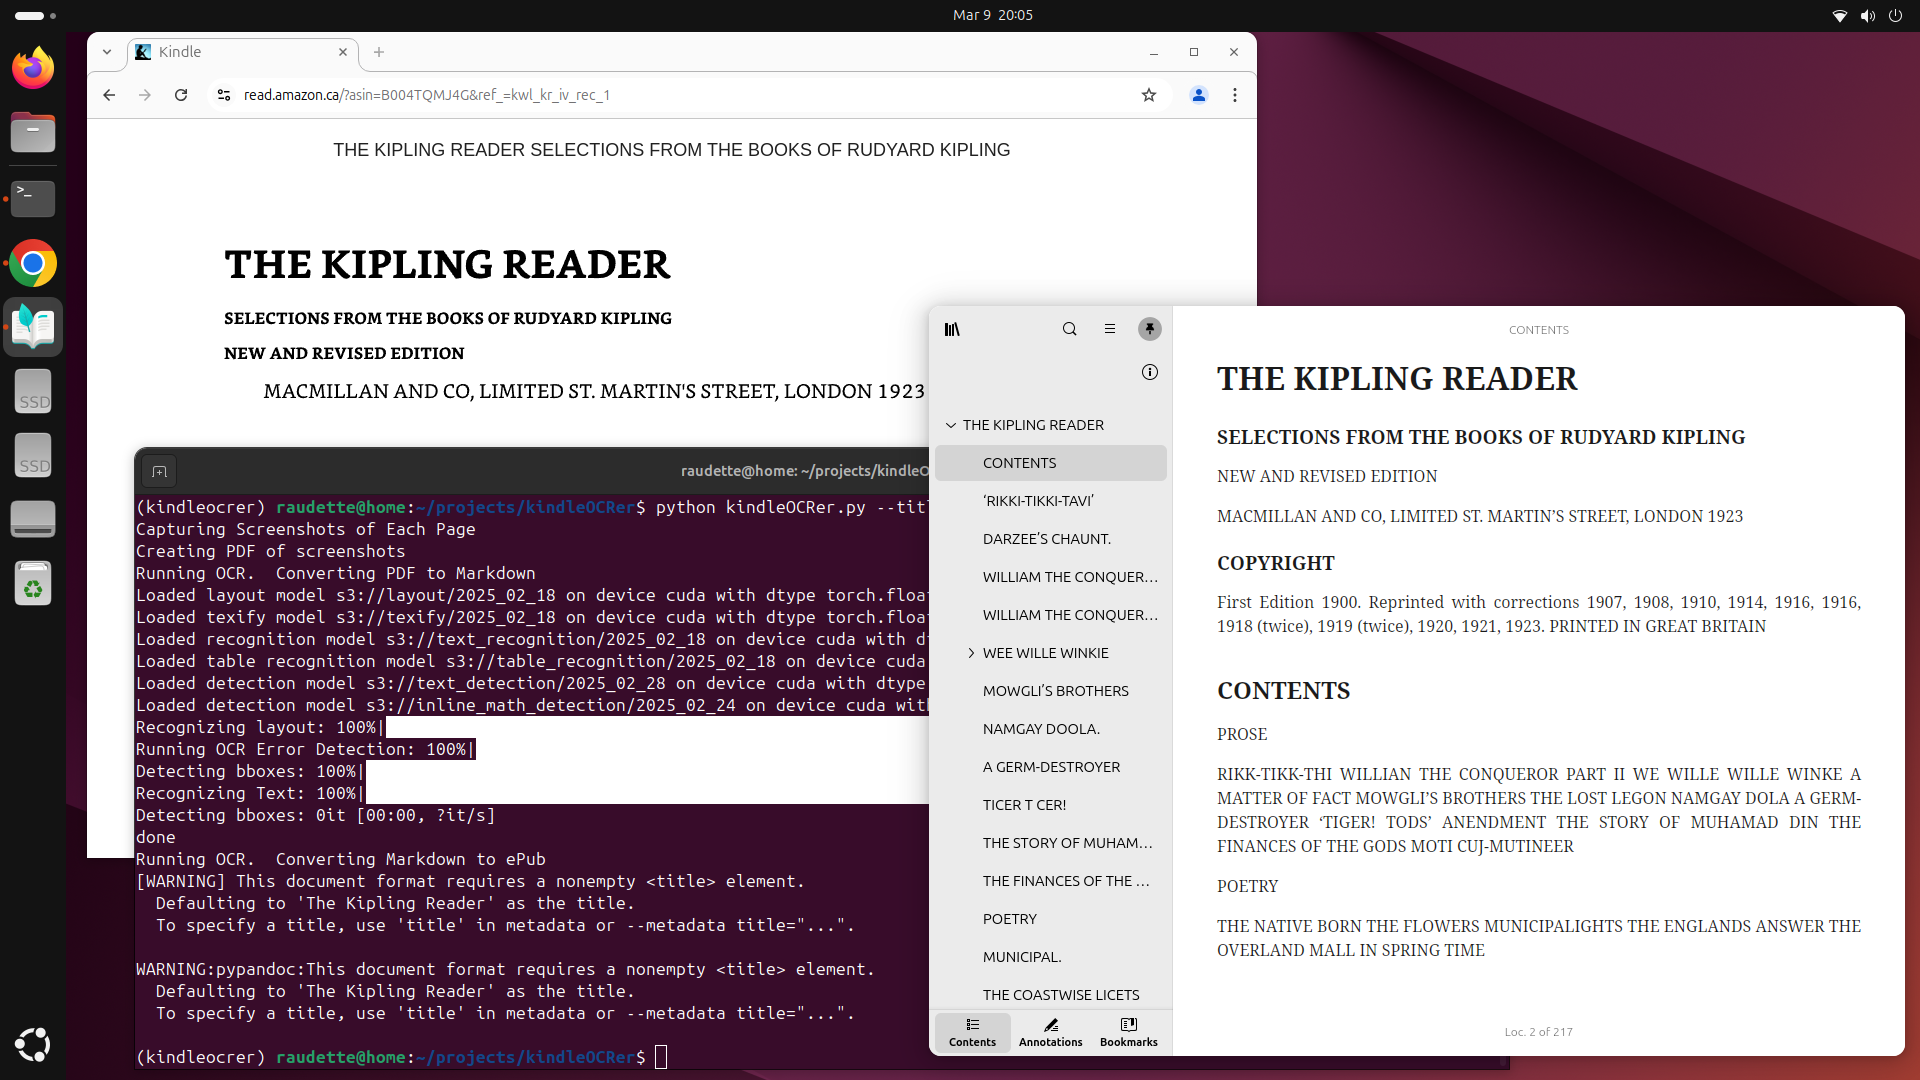 Mar 9 20:05
Kindle
read.amazon.ca/?asin=B004TQMJ4G&ref_=kwl_kr_iv_rec_1
THE KIPLING READER SELECTIONS FROM THE BOOKS OF RUDYARD KIPLING
THE KIPLING READER
SELECTIONS FROM THE BOOKS OF RUDYARD KIPLING
NEW AND REVISED EDITION
MACMILLAN AND CO, LIMITED ST. MARTIN'S STREET, LONDON 1923
SSD
SSD
raudette@home: ~/projects/kindleO
(kindleocrer) raudette@home:~/projects/kindleOCRer$ python kindleOCRer.py --titl
Capturing Screenshots of Each Page
Creating PDF of screenshots
Running OCR.  Converting PDF to Markdown
Loaded layout model s3://layout/2025_02_18 on device cuda with dtype torch.float
Loaded texify model s3://texify/2025_02_18 on device cuda with dtype torch.float
Loaded recognition model s3://text_recognition/2025_02_18 on device cuda with dt
Loaded table recognition model s3://table_recognition/2025_02_18 on device cuda
Loaded detection model s3://text_detection/2025_02_28 on device cuda with dtype
Loaded detection model s3://inline_math_detection/2025_02_24 on device cuda with
Recognizing layout: 100%|
Running OCR Error Detection: 100%|
Detecting bboxes: 100%|
Recognizing Text: 100%|
Detecting bboxes: 0it [00:00, ?it/s]
done
Running OCR.  Converting Markdown to ePub
[WARNING] This document format requires a nonempty <title> element.
Defaulting to 'The Kipling Reader' as the title.
To specify a title, use 'title' in metadata or --metadata title="...".
WARNING:pypandoc:This document format requires a nonempty <title> element.
Defaulting to 'The Kipling Reader' as the title.
To specify a title, use 'title' in metadata or --metadata title="...".
(kindleocrer) raudette@home:~/projects/kindleOCRer$
THE KIPLING READER
CONTENTS
‘RIKKI-TIKKI-TAVI’
DARZEE’S CHAUNT.
WILLIAM THE CONQUER…
WILLIAM THE CONQUER…
WEE WILLE WINKIE
MOWGLI’S BROTHERS
NAMGAY DOOLA.
A GERM-DESTROYER
TICER T CER!
THE STORY OF MUHAM…
THE FINANCES OF THE …
POETRY
MUNICIPAL.
THE COASTWISE LICETS
Contents
Annotations
Bookmarks
CONTENTS
THE KIPLING READER
SELECTIONS FROM THE BOOKS OF RUDYARD KIPLING
NEW AND REVISED EDITION
MACMILLAN AND CO, LIMITED ST. MARTIN’S STREET, LONDON 1923
COPYRIGHT
First Edition 1900. Reprinted with corrections 1907, 1908, 1910, 1914, 1916, 1916,
1918 (twice), 1919 (twice), 1920, 1921, 1923. PRINTED IN GREAT BRITAIN
CONTENTS
PROSE
RIKK-TIKK-THI WILLIAN THE CONQUEROR PART II WE WILLE WILLE WINKE A
MATTER OF FACT MOWGLI’S BROTHERS THE LOST LEGON NAMGAY DOLA A GERM-
DESTROYER ‘TIGER! TODS’ ANENDMENT THE STORY OF MUHAMAD DIN THE
FINANCES OF THE GODS MOTI CUJ-MUTINEER
POETRY
THE NATIVE BORN THE FLOWERS MUNICIPALIGHTS THE ENGLANDS ANSWER THE
OVERLAND MALL IN SPRING TIME
Loc. 2 of 217